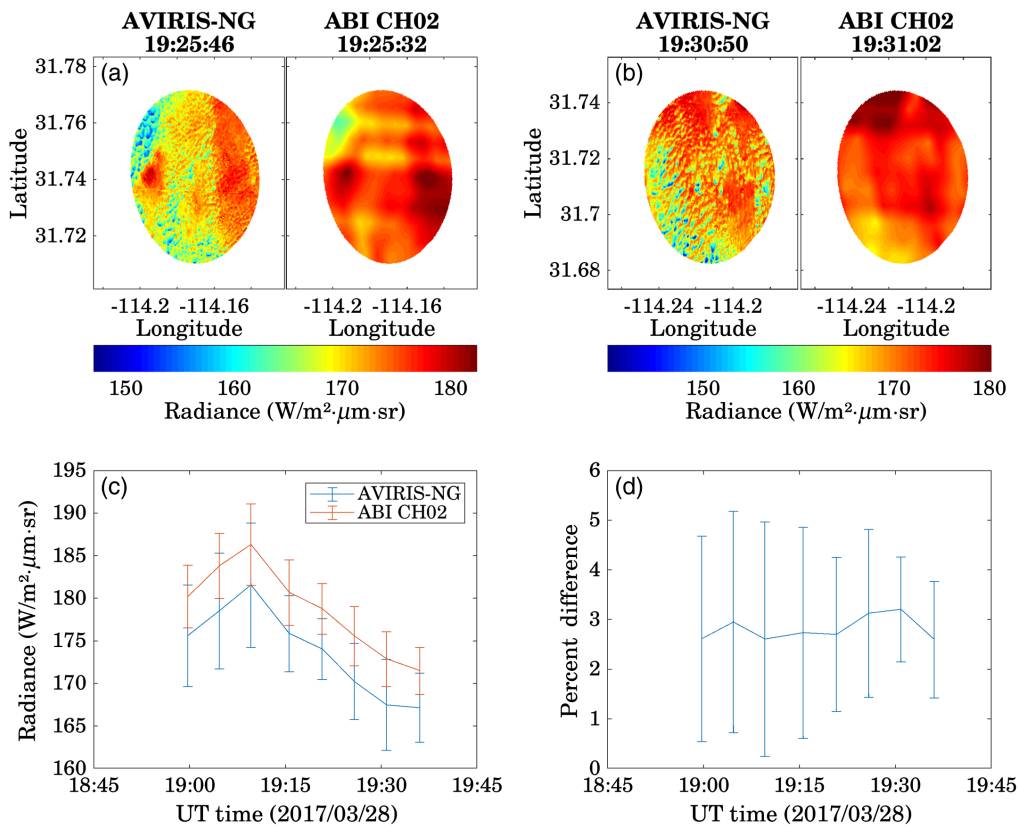 AVIRIS-NG ABI CH02
19:25:46 19:25:32
(a)
31.78
31.76
31.74
31.72
Latitude
-114.2 -114.16 -114.2 -114.16
Longitude Longitude
150 160 170 180
Radiance (W/m²·μm·sr)
AVIRIS-NG ABI CH02
19:30:50 19:31:02
(b)
31.74
31.72
31.7
31.68
Latitude
-114.24 -114.2 -114.24 -114.2
Longitude Longitude
150 160 170 180
Radiance (W/m²·μm·sr)
(c)
AVIRIS-NG
ABI CH02
195
190
185
180
175
170
165
160
Radiance (W/m²·μm·sr)
18:45 19:00 19:15 19:30 19:45
UT time (2017/03/28)
(d)
6
5
4
3
2
1
0
Percent difference
18:45 19:00 19:15 19:30 19:45
UT time (2017/03/28)